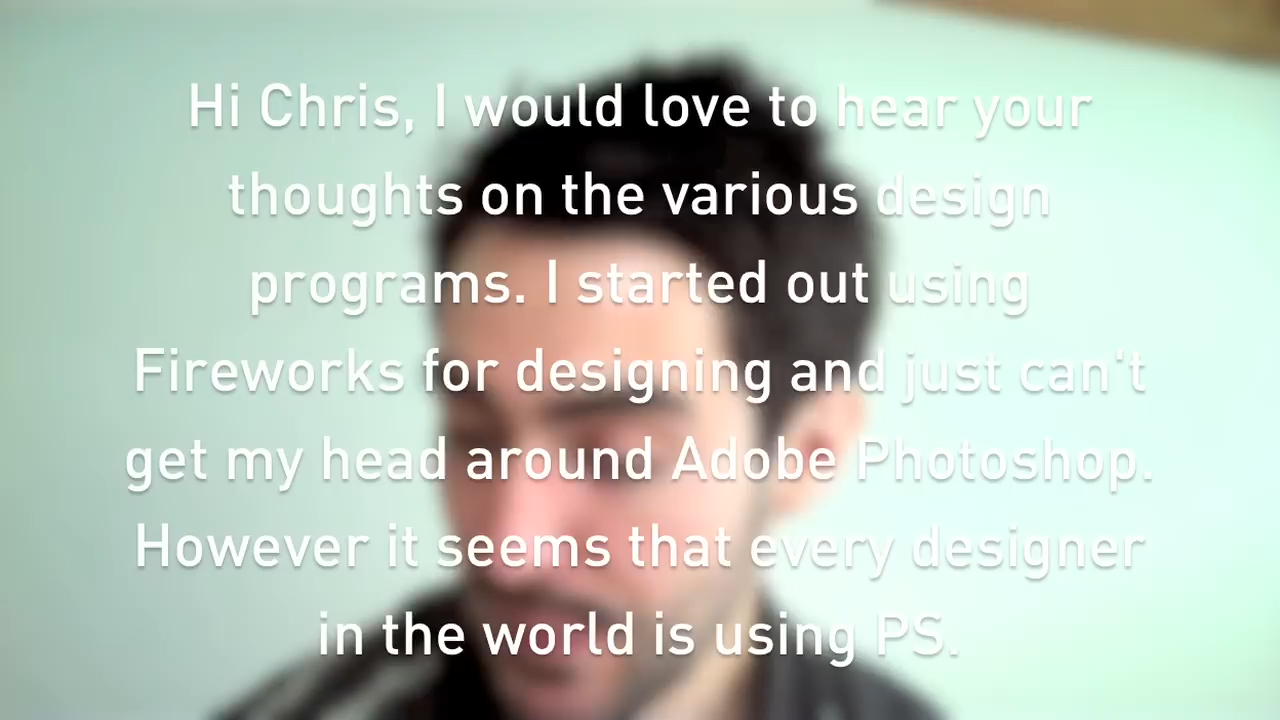 Hi Chris, I would love to hear your
thoughts on the various design
programs. I started out using
Fireworks for designing and just can't
get my head around Adobe Photoshop.
However it seems that every designer
in the world is using PS.